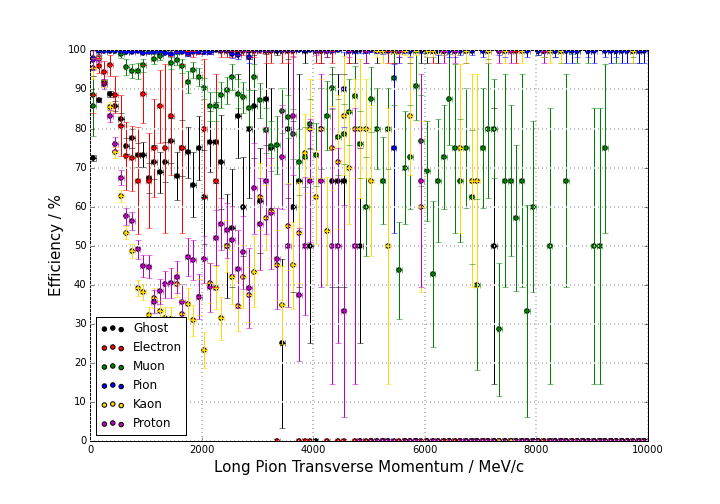 100
90
80
70
60
50
40
30
20
10
0
Efficiency / %
Ghost
Electron
Muon
Pion
Kaon
Proton
0 2000 4000 6000 8000 10000
Long Pion Transverse Momentum / MeV/c